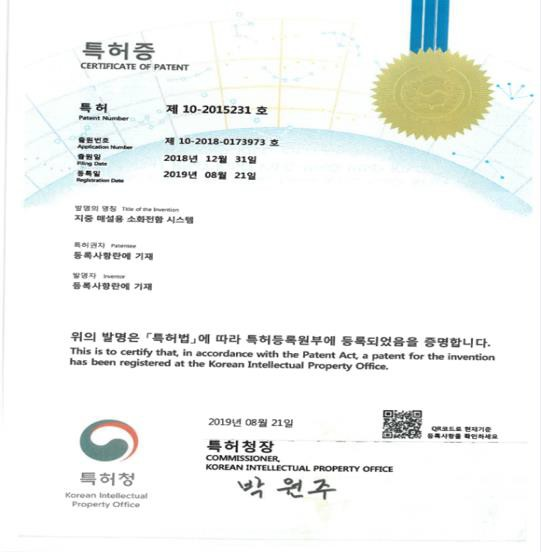 특허증
CERTIFICATE OF PATENT
특허 제 10-2015231 호
Patent Number
출원번호 제 10-2018-0173973 호
Application Number
출원일 2018년 12월 31일
Filing Date
등록일 2019년 08월 21일
Registration Date
발명의 명칭 Title of the Invention
지중 매설용 소화전함 시스템
특허권자 Patentee
등록사항란에 기재
발명자 Inventor
등록사항란에 기재
위의 발명은 「특허법」에 따라 특허등록원부에 등록되었음을 증명합니다.
This is to certify that, in accordance with the Patent Act, a patent for the invention
has been registered at the Korean Intellectual Property Office.
2019년 08월 21일
QR코드로 현재기준
등록사항을 확인하세요
특허청장
COMMISSIONER,
KOREAN INTELLECTUAL PROPERTY OFFICE
박원주
특허청
Korean Intellectual
Property Office